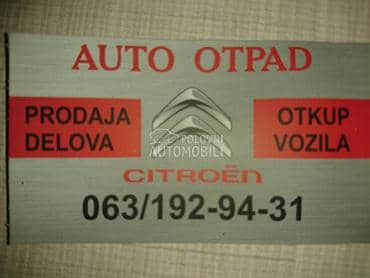 AUTO OTPAD
PRODAJA
DELOVA
OTKUP
VOZILA
POLOVNI
AUTOMOBILI
CITROËN
063/192-94-31